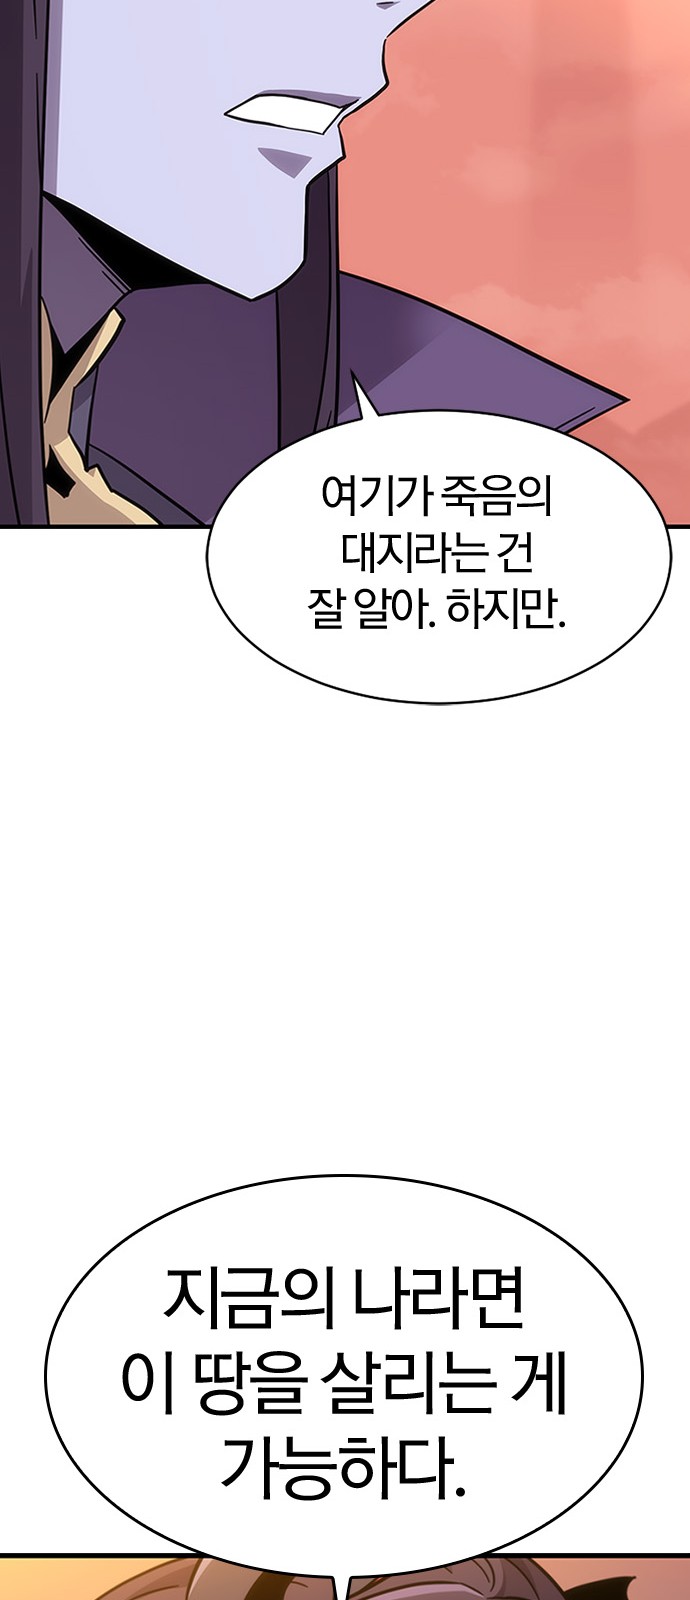 여기가 죽음의
대지라는 건
잘 알아. 하지만.
지금의 나라면
이 땅을 살리는 게
가능하다.